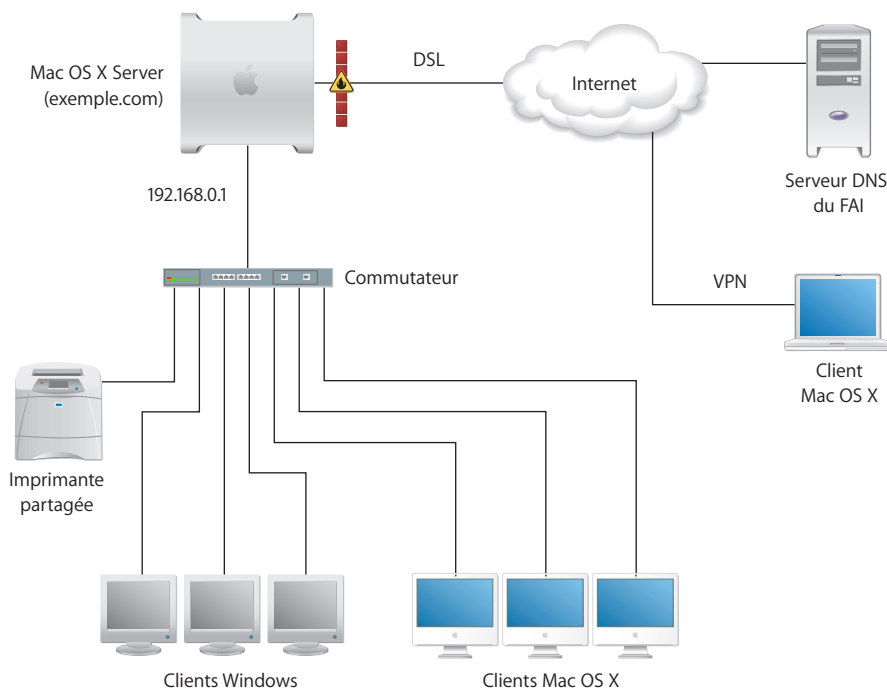 Mac OS X Server
(exemple.com)
DSL
Internet
Serveur DNS
du FAI
192.168.0.1
Commutateur
VPN
Client
Mac OS X
Imprimante
partagée
Clients Windows
Clients Mac OS X